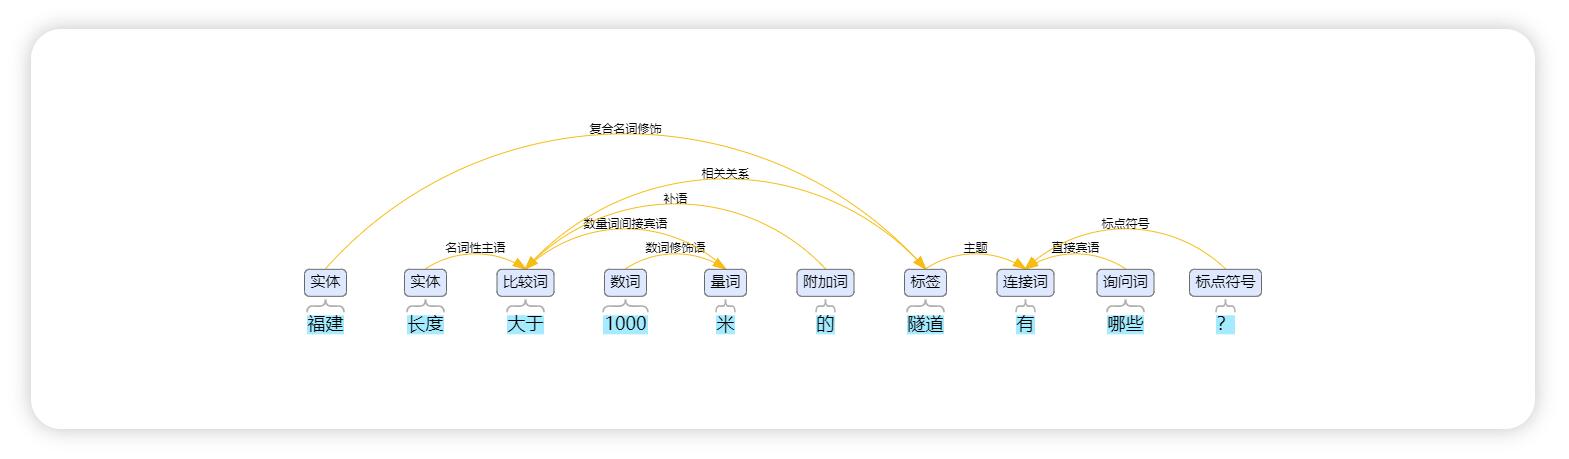 复合名词修饰
相关关系
补语
数量词间接宾语 标点符号
名词性主语 数词修饰语 主题 直接宾语
实体 实体 比较词 数词 量词 附加词 标签 连接词 询问词 标点符号
福建 长度 大于 1000 米 的 隧道 有 哪些 ？